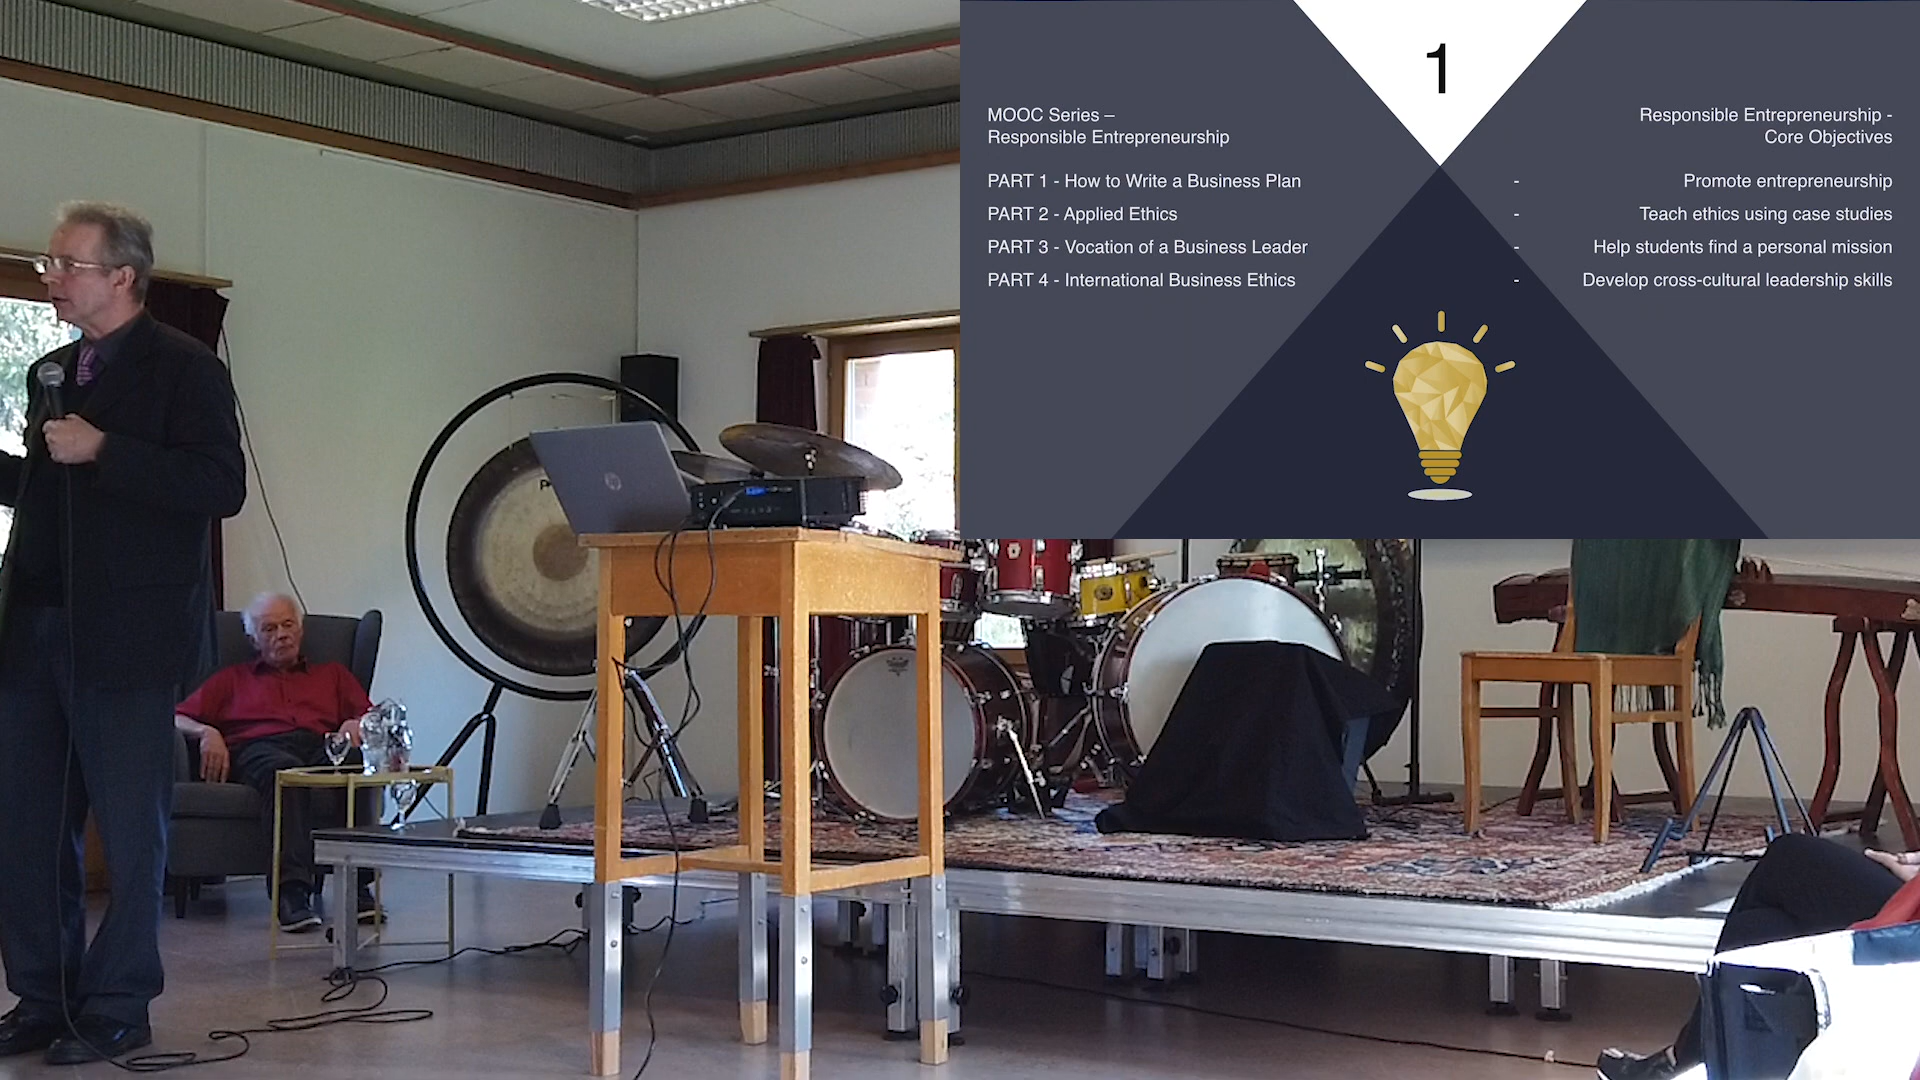 1
MOOC Series –
Responsible Entrepreneurship
PART 1 - How to Write a Business Plan
PART 2 - Applied Ethics
PART 3 - Vocation of a Business Leader
PART 4 - International Business Ethics
Responsible Entrepreneurship -
Core Objectives
- Promote entrepreneurship
- Teach ethics using case studies
- Help students find a personal mission
- Develop cross-cultural leadership skills
hp